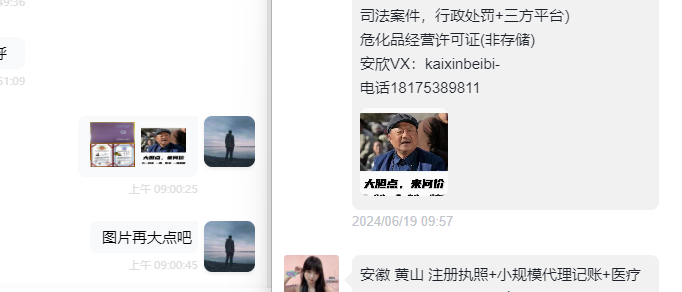 49:36
呼
51:09
大胆点，来问价
上午 09:00:25
图片再大点吧
上午 09:00:45
司法案件，行政处罚+三方平台)
危化品经营许可证(非存储)
安欣VX：kaixinbeibi-
电话18175389811
大胆点，来问价
2024/06/19 09:57
安徽 黄山 注册执照+小规模代理记账+医疗